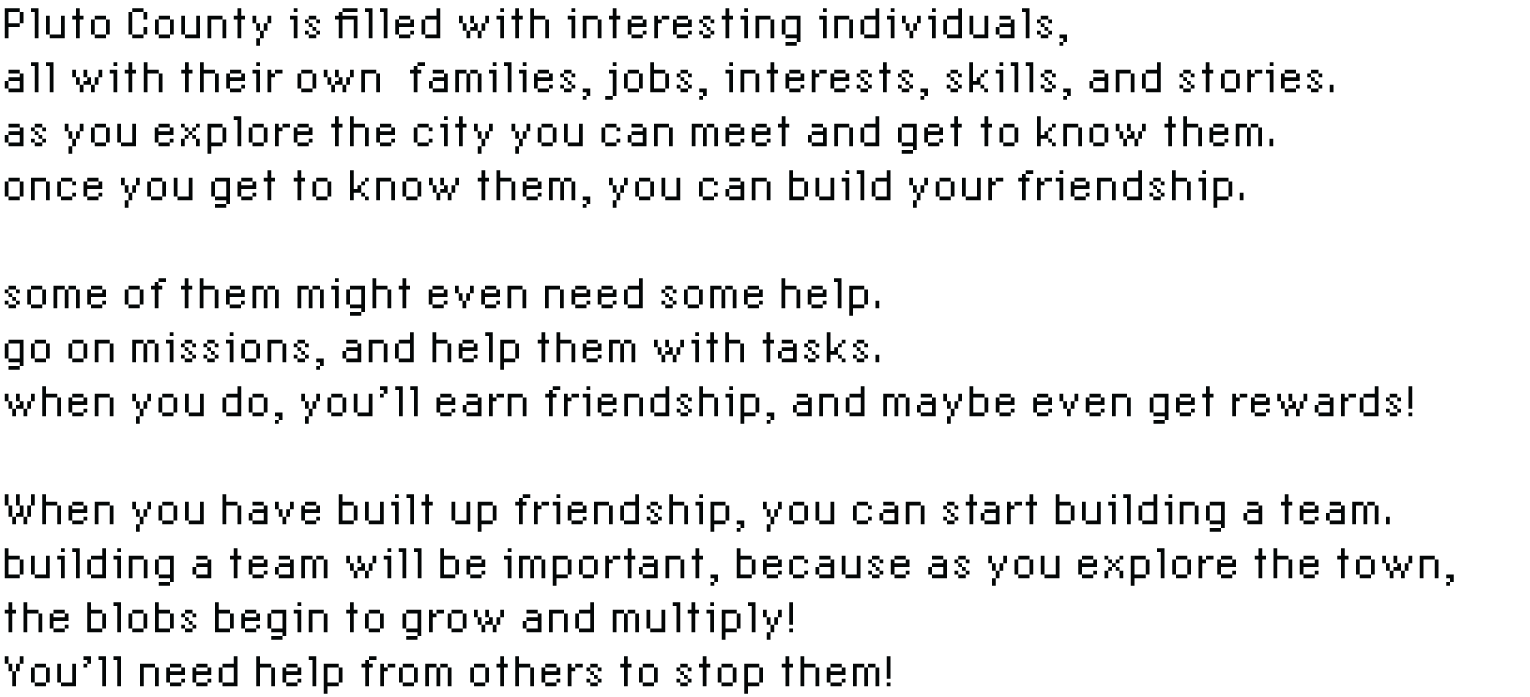 Pluto County is filled with interesting individuals,
all with their own  families, jobs, interests, skills, and stories.
as you explore the city you can meet and get to know them.
once you get to know them, you can build your friendship.

some of them might even need some help.
go on missions, and help them with tasks.
when you do, you'll earn friendship, and maybe even get rewards!

When you have built up friendship, you can start building a team.
building a team will be important, because as you explore the town,
the blobs begin to grow and multiply!
You'll need help from others to stop them!